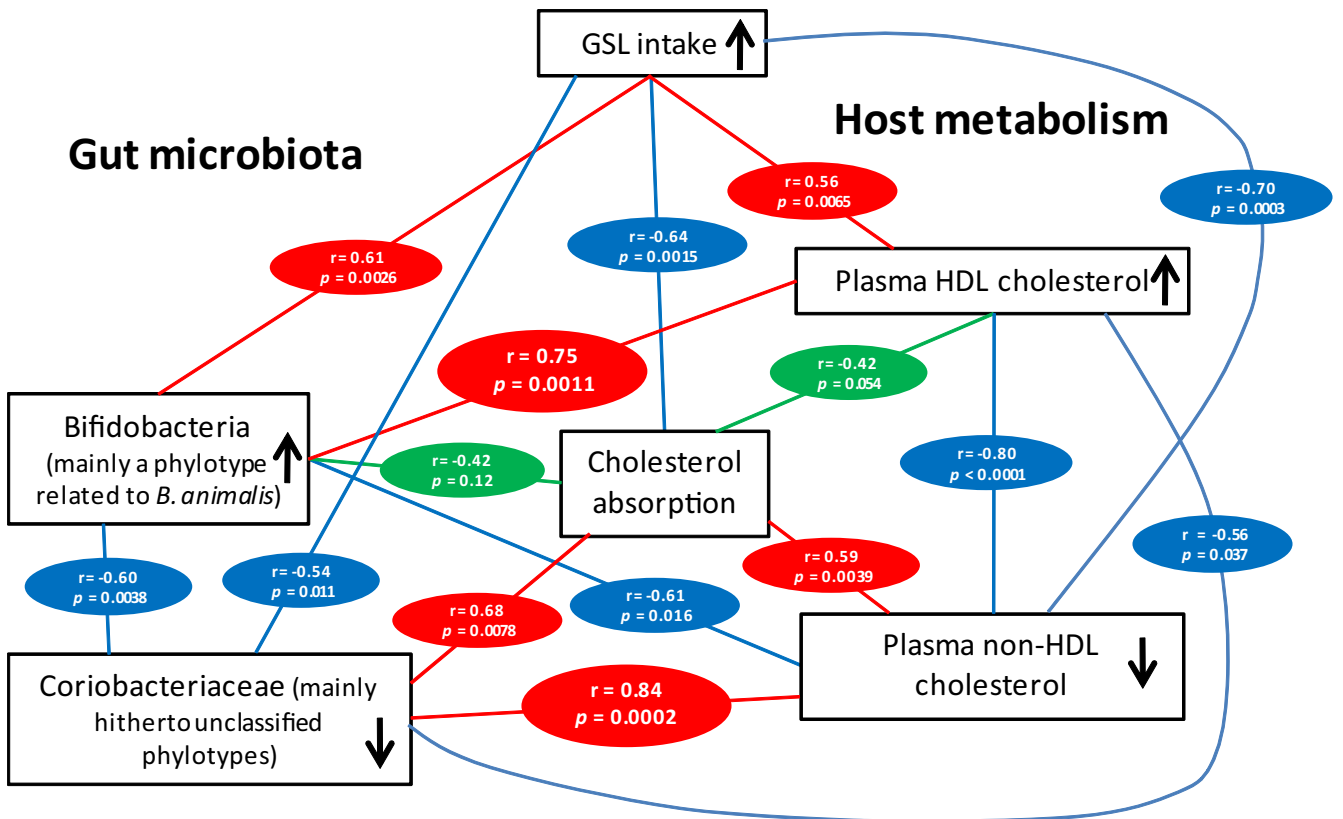 GSL intake
Gut microbiota
Host metabolism
r= 0.56
p = 0.0065
r= -0.70
p = 0.0003
r= 0.61
p = 0.0026
r= -0.64
p = 0.0015
Plasma HDL cholesterol
r = 0.75
p = 0.0011
r= -0.42
p = 0.054
Bifidobacteria
(mainly a phylotype
related to B. animalis)
r= -0.42
p = 0.12
Cholesterol
absorption
r= -0.80
p < 0.0001
r = -0.56
p = 0.037
r= -0.60
p = 0.0038
r= -0.54
p = 0.011
r= 0.59
p = 0.0039
r= 0.68
p = 0.0078
r= -0.61
p = 0.016
Plasma non-HDL
cholesterol
Coriobacteriaceae (mainly
hitherto unclassified
phylotypes)
r = 0.84
p = 0.0002